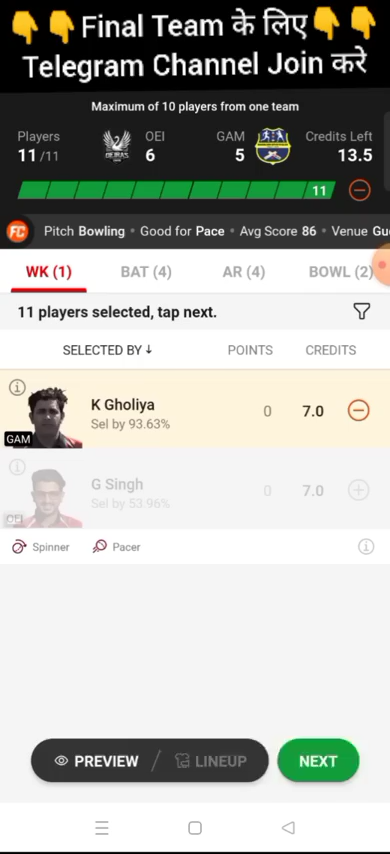 👇👇Final Team के लिए👇👇
Telegram Channel Join करे
Maximum of 10 players from one team
Players OEI GAM Credits Left
11/11 6 5 13.5
OEIRAS
11
FC Pitch Bowling • Good for Pace • Avg Score 86 • Venue Gu
WK (1) BAT (4) AR (4) BOWL (2)
11 players selected, tap next.
SELECTED BY↓ POINTS CREDITS
K Gholiya 0 7.0
Sel by 93.63%
GAM
G Singh 0 7.0
Sel by 53.96%
OEI
Spinner Pacer
PREVIEW / LINEUP NEXT